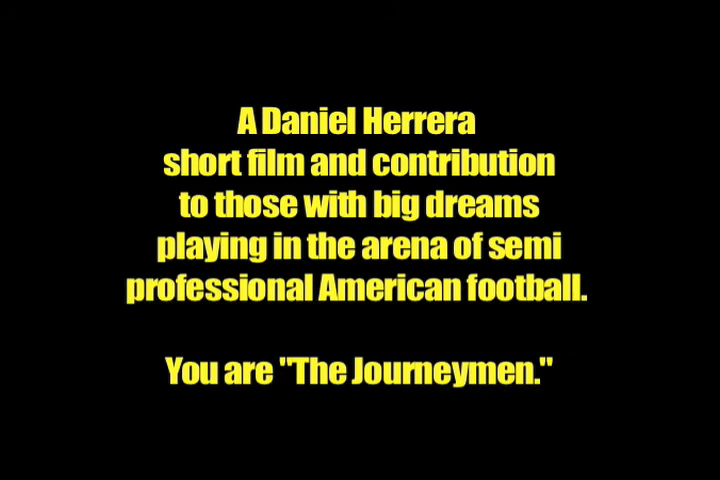 A Daniel Herrera
short film and contribution
to those with big dreams
playing in the arena of semi
professional American football.
You are "The Journeymen."